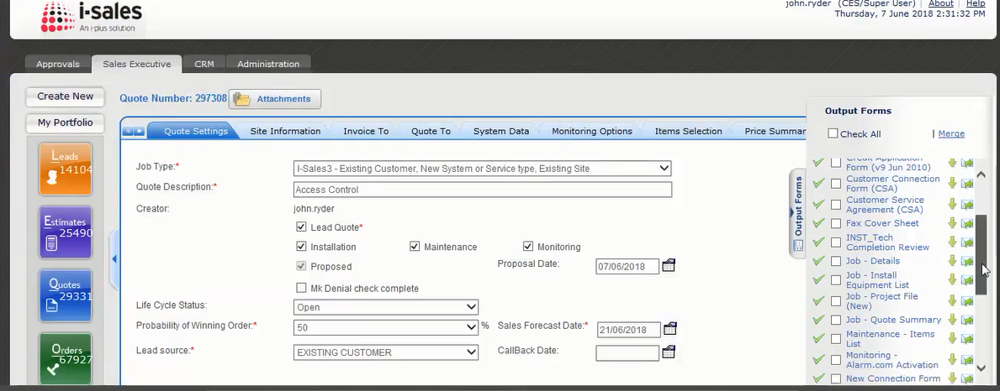 i-sales
An i-plus solution
john.ryder (CES/Super User) | About | Help
Thursday, 7 June 2018 2:31:32 PM
Approvals
Sales Executive
CRM
Administration
Create New
My Portfolio
Leads
14104
Estimates
25490
Quotes
29331
Orders
67927
Quote Number: 297308
Attachments
Quote Settings
Site Information
Invoice To
Quote To
System Data
Monitoring Options
Items Selection
Price Summar
Job Type:*
I-Sales3 - Existing Customer, New System or Service type, Existing Site
Quote Description:*
Access Control
Creator:
john.ryder
Lead Quote*
Installation
Maintenance
Monitoring
Proposed
Proposal Date:
07/06/2018
Mk Denial check complete
Life Cycle Status:
Open
Probability of Winning Order:*
50
%
Sales Forecast Date:*
21/06/2018
Lead source:*
EXISTING CUSTOMER
CallBack Date:
Output Forms
Output Forms
Check All
| Merge
Credit Application
Form (v9 Jun 2010)
Customer Connection
Form (CSA)
Customer Service
Agreement (CSA)
Fax Cover Sheet
INST_Tech
Completion Review
Job - Details
Job - Install
Equipment List
Job - Project File
(New)
Job - Quote Summary
Maintenance - Items
List
Monitoring -
Alarm.com Activation
New Connection Form